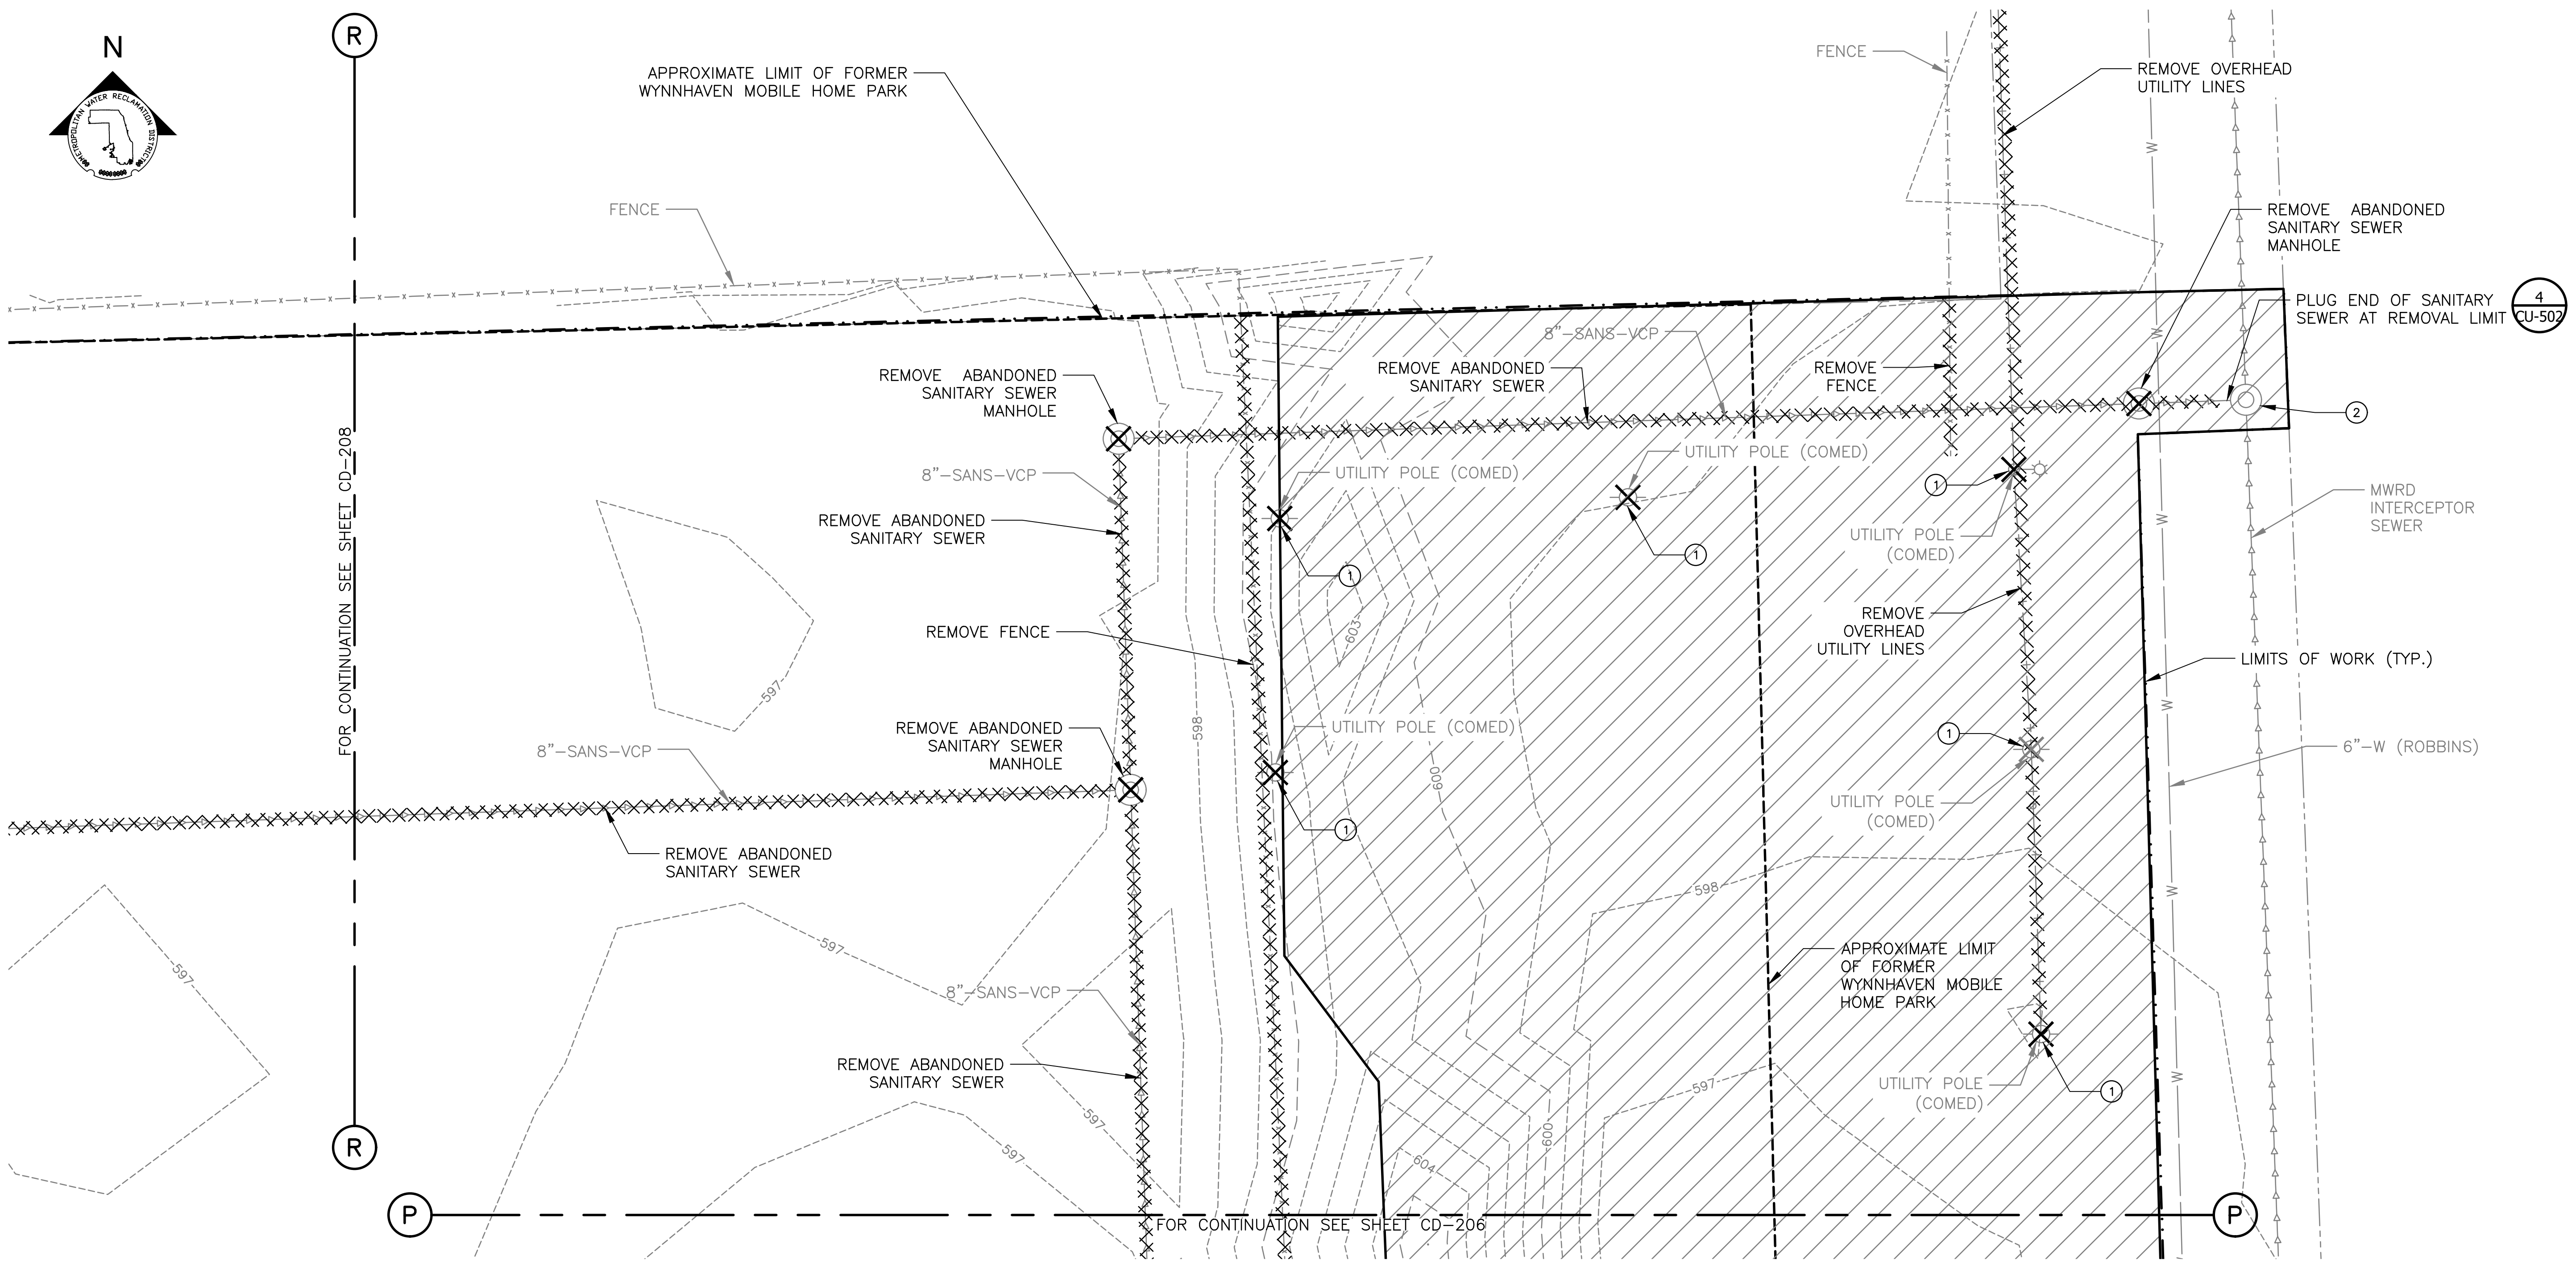 N
METROPOLITAN WATER RECLAMATION DISTRICT
R
APPROXIMATE LIMIT OF FORMER
WYNNHAVEN MOBILE HOME PARK
FENCE
REMOVE OVERHEAD
UTILITY LINES
FENCE
REMOVE ABANDONED
SANITARY SEWER
MANHOLE
PLUG END OF SANITARY
SEWER AT REMOVAL LIMIT
4
CU-502
8"-SANS-VCP
REMOVE ABANDONED
SANITARY SEWER
REMOVE
FENCE
REMOVE ABANDONED
SANITARY SEWER
MANHOLE
2
FOR CONTINUATION SEE SHEET CD-208
8"-SANS-VCP
UTILITY POLE (COMED)
UTILITY POLE (COMED)
1
MWRD
INTERCEPTOR
SEWER
REMOVE ABANDONED
SANITARY SEWER
UTILITY POLE
(COMED)
1
1
REMOVE FENCE
603
REMOVE
OVERHEAD
UTILITY LINES
LIMITS OF WORK (TYP.)
597
598
REMOVE ABANDONED
SANITARY SEWER
MANHOLE
UTILITY POLE (COMED)
1
8"-SANS-VCP
6"-W (ROBBINS)
600
UTILITY POLE
(COMED)
1
REMOVE ABANDONED
SANITARY SEWER
598
597
597
APPROXIMATE LIMIT
OF FORMER
WYNNHAVEN MOBILE
HOME PARK
8"-SANS-VCP
REMOVE ABANDONED
SANITARY SEWER
597
UTILITY POLE
(COMED)
1
597
597
600
604
R
P
FOR CONTINUATION SEE SHEET CD-206
P
W
W
W
W
W
W
W